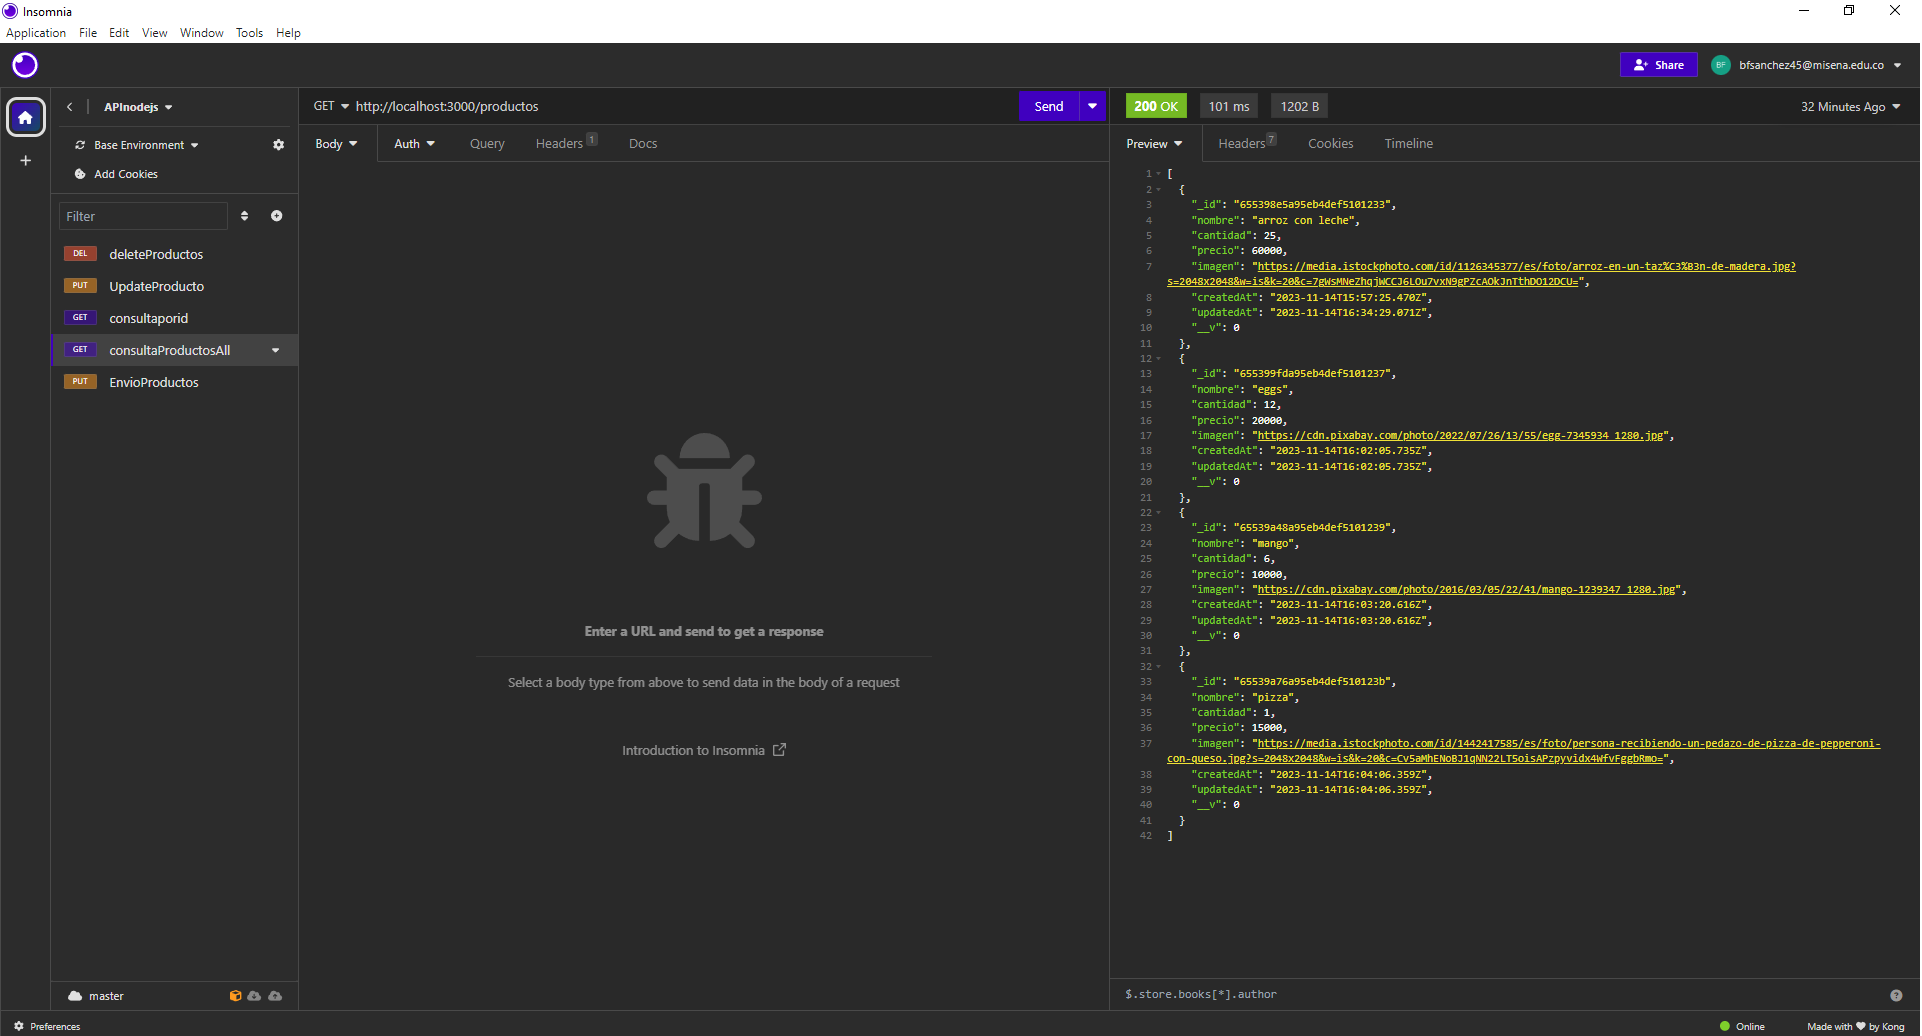 Insomnia
Application File Edit View Window Tools Help
Share
BF
bfsanchez45@misena.edu.co
APInodejs
Base Environment
Add Cookies
Filter
DEL deleteProductos
PUT UpdateProducto
GET consultaporid
GET consultaProductosAll
PUT EnvioProductos
master
Preferences
GET http://localhost:3000/productos
Send
Body Auth Query Headers 1 Docs
Enter a URL and send to get a response
Select a body type from above to send data in the body of a request
Introduction to Insomnia
200 OK 101 ms 1202 B 32 Minutes Ago
Preview Headers 7 Cookies Timeline
1 [
2 {
3 "_id": "655398e5a95eb4def5101233",
4 "nombre": "arroz con leche",
5 "cantidad": 25,
6 "precio": 60000,
7 "imagen": "https://media.istockphoto.com/id/1126345377/es/foto/arroz-en-un-taz%C3%B3n-de-madera.jpg?
s=2048x2048&w=is&k=20&c=7gWsMNeZhqjWCCJ6LOu7vxN9gPZcAOkJnTthDO12DCU=",
8 "createdAt": "2023-11-14T15:57:25.470Z",
9 "updatedAt": "2023-11-14T16:34:29.071Z",
10 "__v": 0
11 },
12 {
13 "_id": "655399fda95eb4def5101237",
14 "nombre": "eggs",
15 "cantidad": 12,
16 "precio": 20000,
17 "imagen": "https://cdn.pixabay.com/photo/2022/07/26/13/55/egg-7345934_1280.jpg",
18 "createdAt": "2023-11-14T16:02:05.735Z",
19 "updatedAt": "2023-11-14T16:02:05.735Z",
20 "__v": 0
21 },
22 {
23 "_id": "65539a48a95eb4def5101239",
24 "nombre": "mango",
25 "cantidad": 6,
26 "precio": 10000,
27 "imagen": "https://cdn.pixabay.com/photo/2016/03/05/22/41/mango-1239347_1280.jpg",
28 "createdAt": "2023-11-14T16:03:20.616Z",
29 "updatedAt": "2023-11-14T16:03:20.616Z",
30 "__v": 0
31 },
32 {
33 "_id": "65539a76a95eb4def510123b",
34 "nombre": "pizza",
35 "cantidad": 1,
36 "precio": 15000,
37 "imagen": "https://media.istockphoto.com/id/1442417585/es/foto/persona-recibiendo-un-pedazo-de-pizza-de-pepperoni-
con-queso.jpg?s=2048x2048&w=is&k=20&c=Cv5aMhENoBJ1qNN22LT5oisAPzpyvidx4WfvFggbRmo=",
38 "createdAt": "2023-11-14T16:04:06.359Z",
39 "updatedAt": "2023-11-14T16:04:06.359Z",
40 "__v": 0
41 }
42 ]
$.store.books[*].author
Online
Made with ♥ by Kong